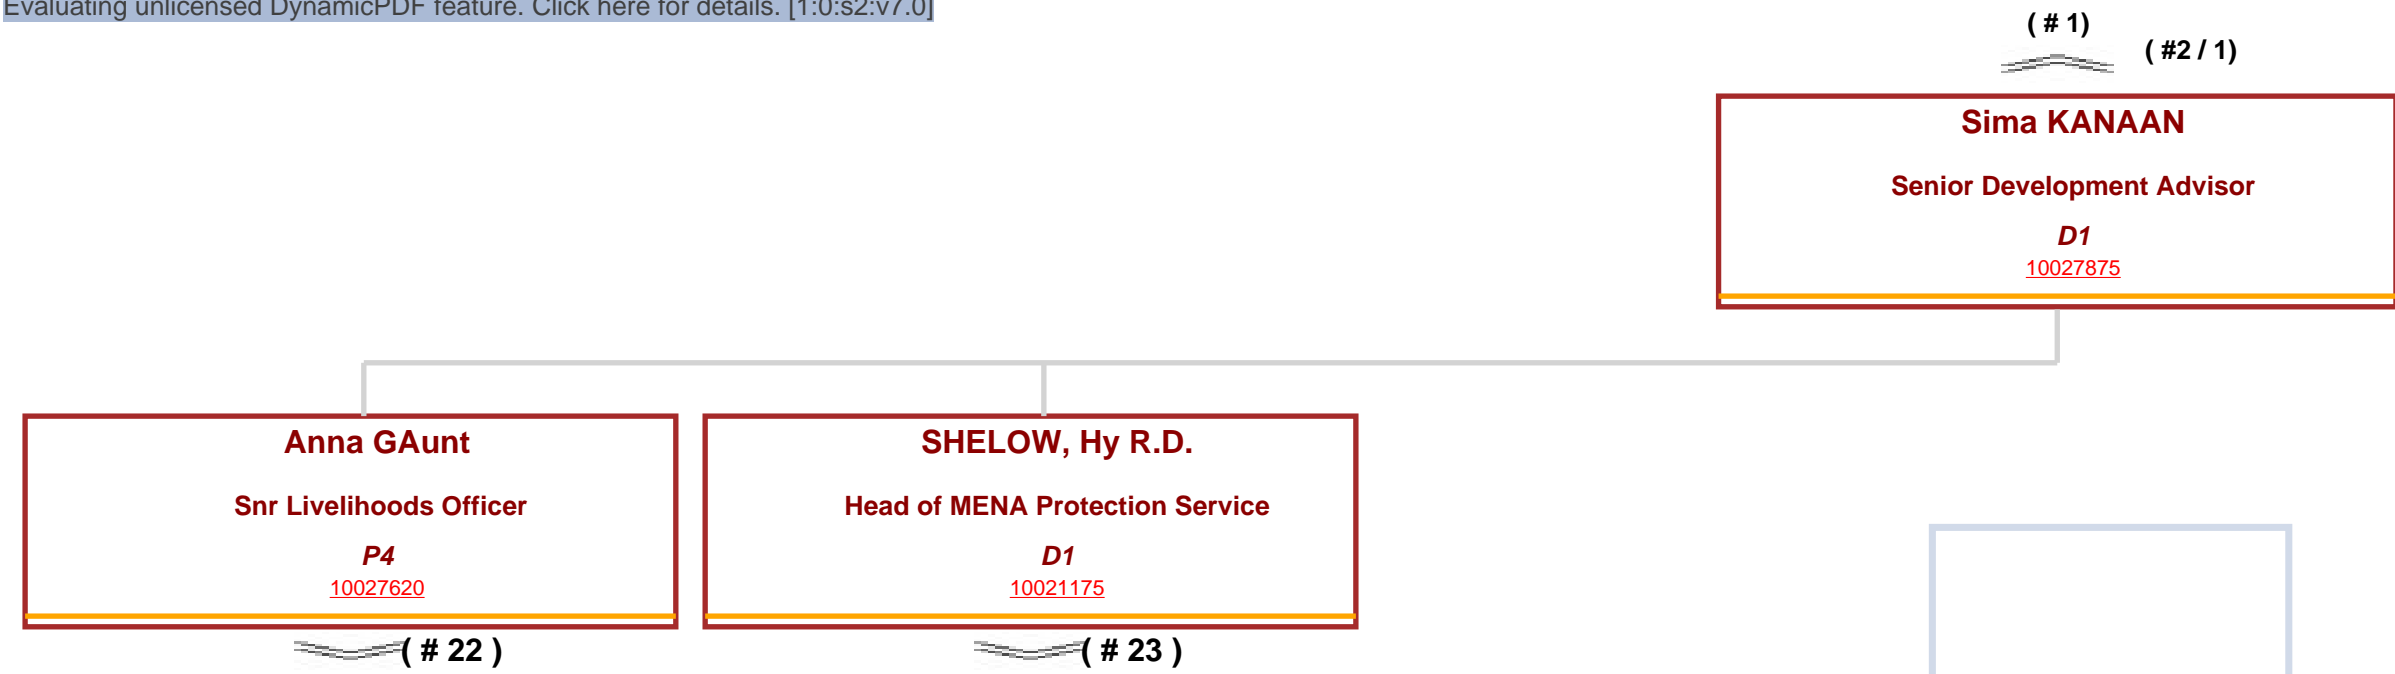 Evaluating unlicensed DynamicPDF feature. Click here for details. [1:0:s2:v7.0]
( # 1)
( #2 / 1)
Sima KANAAN
Senior Development Advisor
D1
10027875
Anna GAunt
Snr Livelihoods Officer
P4
10027620
( # 22 )
SHELOW, Hy R.D.
Head of MENA Protection Service
D1
10021175
( # 23 )